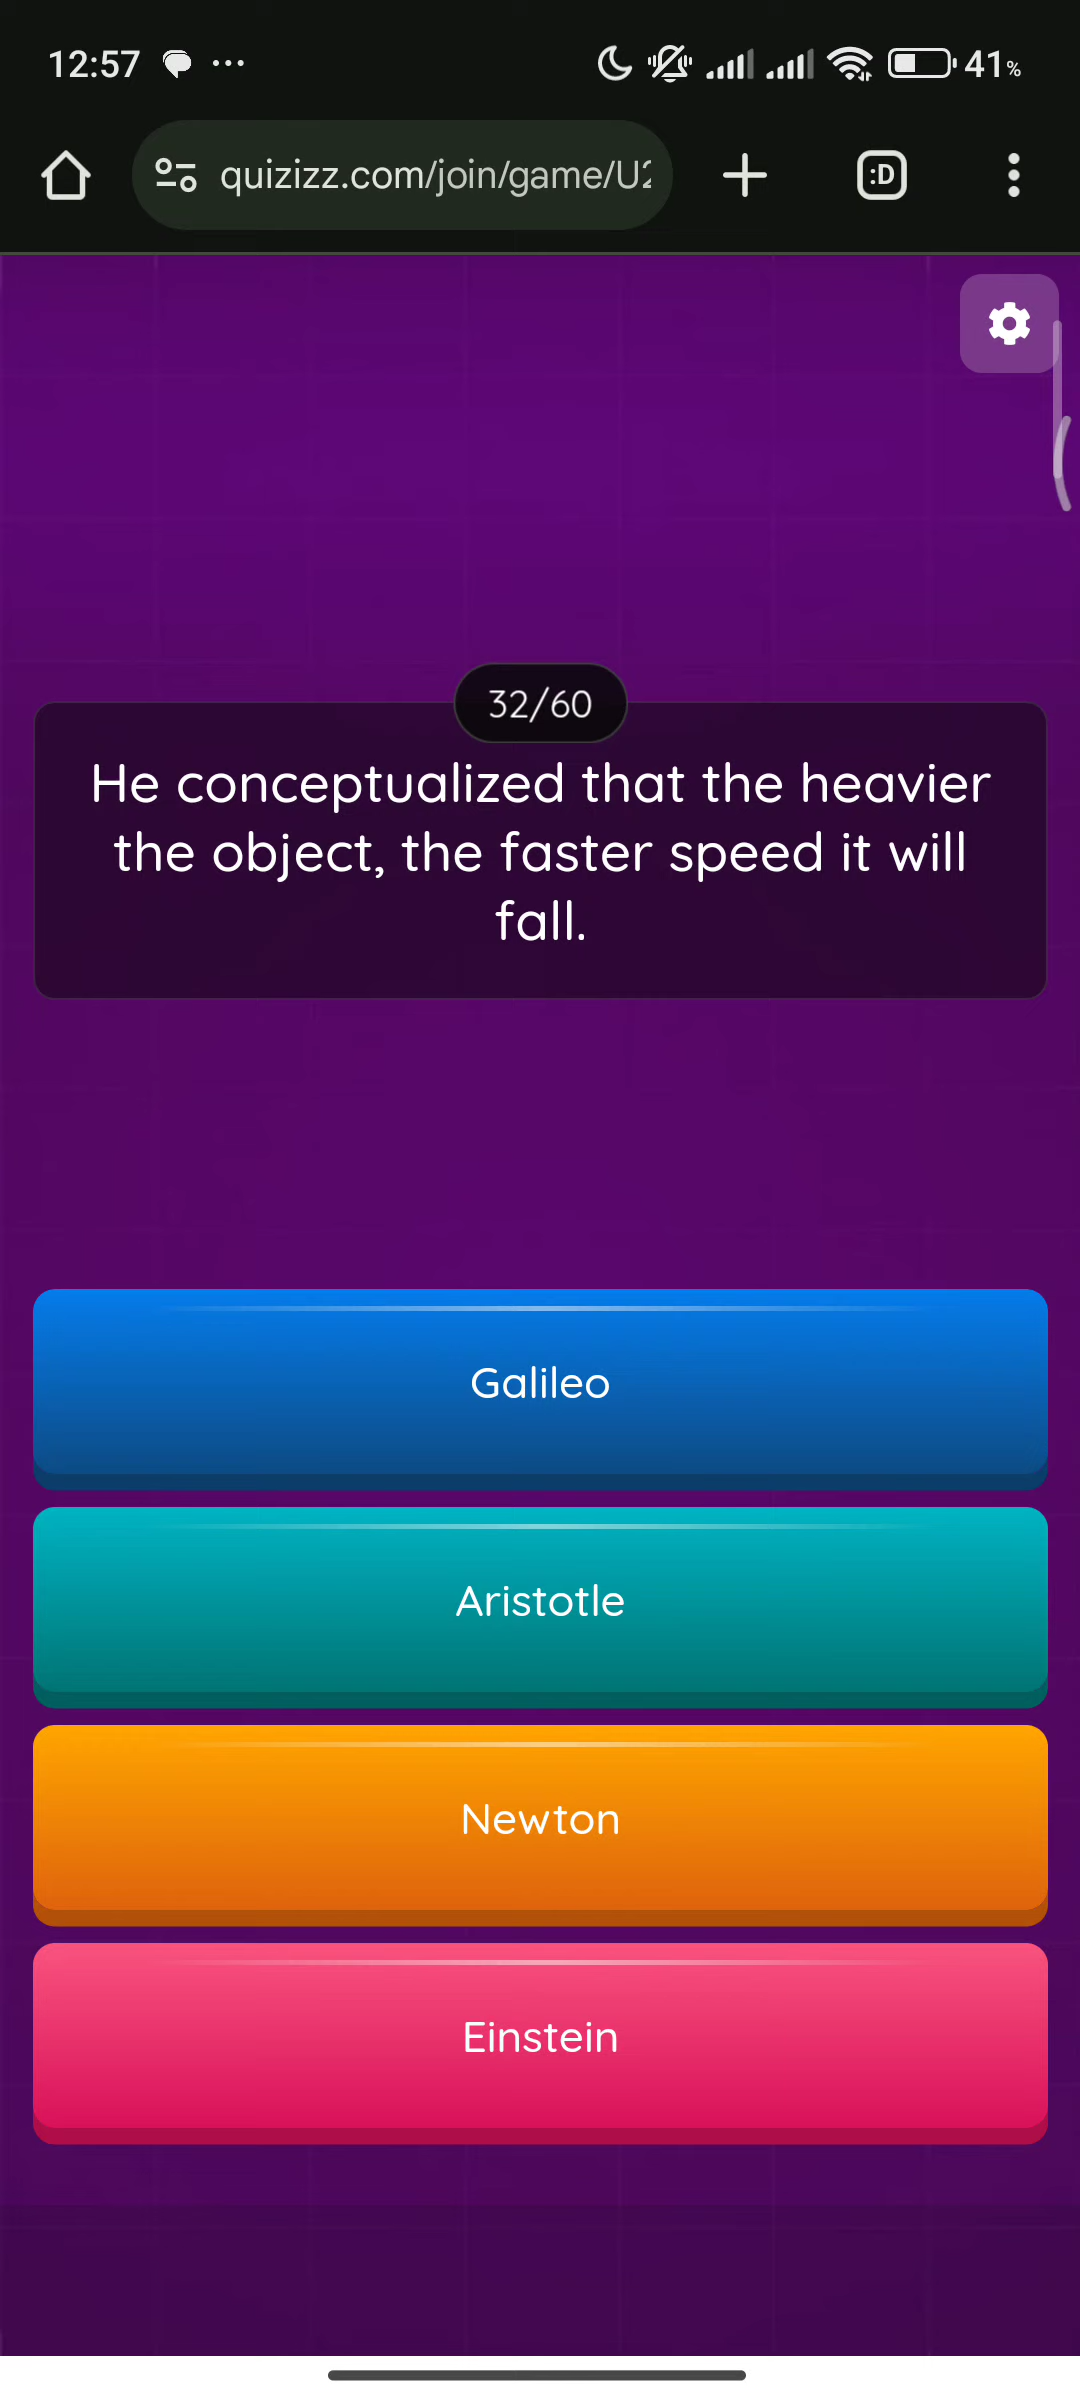 12:57 ... 41%
quizizz.com/join/game/U2 :D
32/60
He conceptualized that the heavier
the object, the faster speed it will
fall.
Galileo
Aristotle
Newton
Einstein